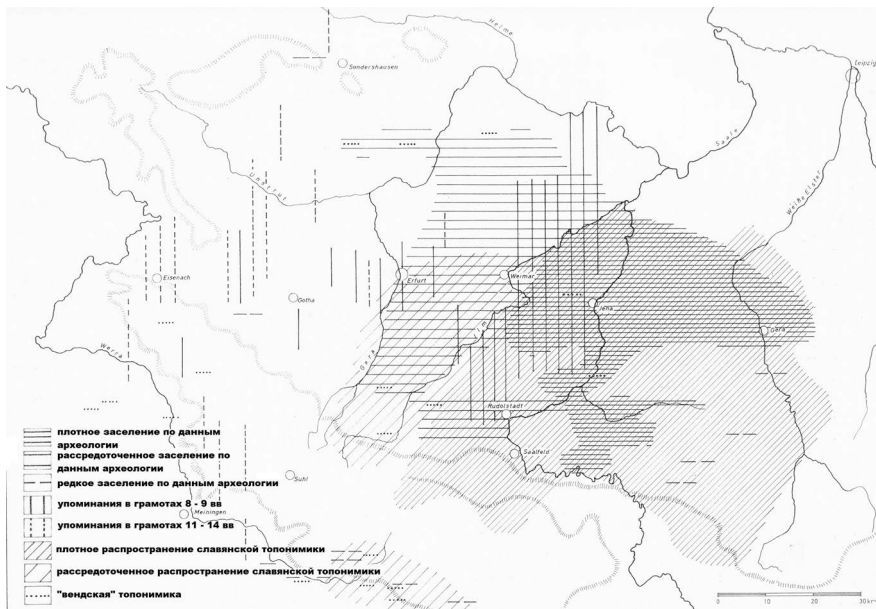 Helme
Sondershausen
Leipzig
Unstrut
Saale
Weiße Elster
Eisenach
Erfurt
Weimar
Gotha
Jena
Gera
Ilm
Werra
Gera
Rudolstadt
Saalfeld
Suhl
Meiningen
плотное заселение по данным
археологии
рассредоточенное заселение по
данным археологии
редкое заселение по данным археологии
упоминания в грамотах 8 - 9 вв
упоминания в грамотах 11 - 14 вв
плотное распространение славянской топонимики
рассредоточенное распространение славянской топонимики
"вендская" топонимика
0 10 20 30 km